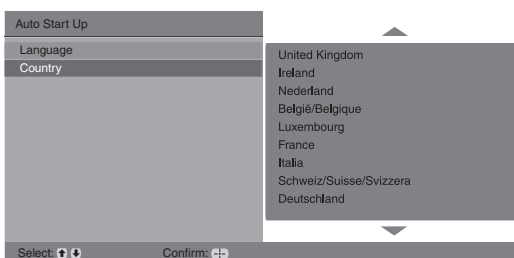 Auto Start Up
Language
Country
United Kingdom
Ireland
Nederland
België/Belgique
Luxembourg
France
Italia
Schweiz/Suisse/Svizzera
Deutschland
Select: Confirm: